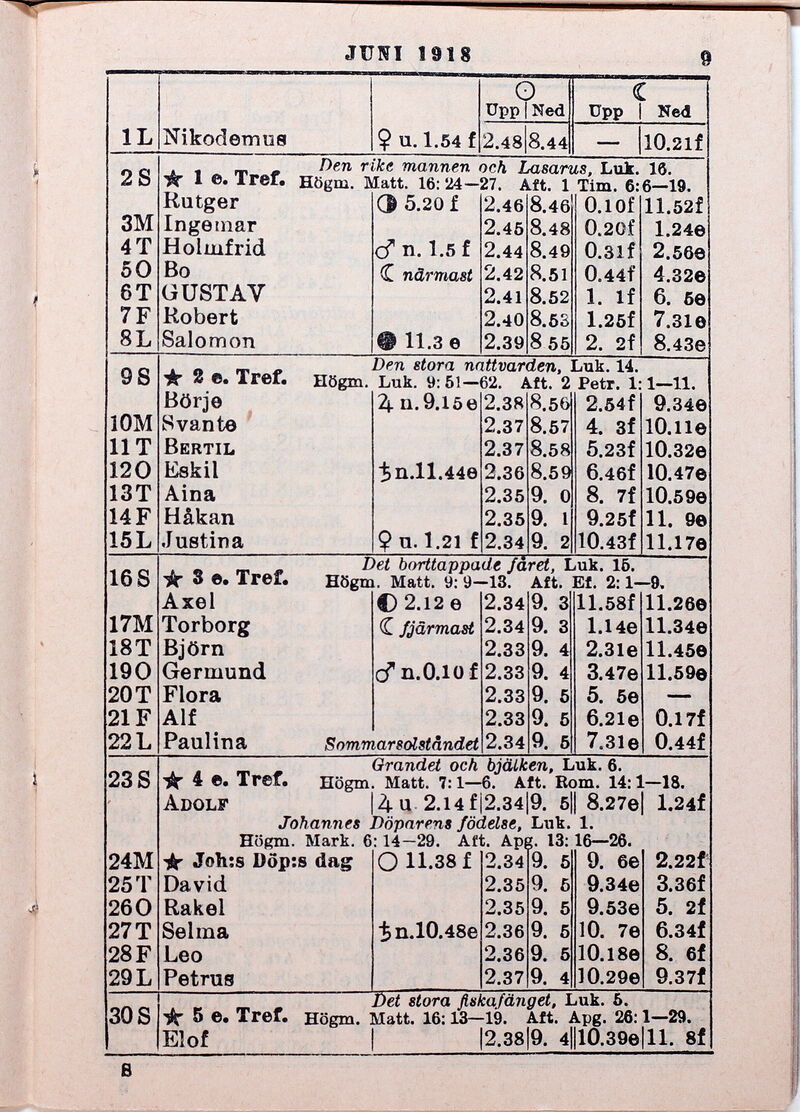 JUNI 1918 9
☉ ☾
Upp Ned Upp Ned
1 L Nikodemus ♀ u. 1.54 f 2.48 8.44 — 10.21f
Den rike mannen och Lasarus, Luk. 16.
2 S ★ 1 e. Tref. Högm. Matt. 16: 24—27. Aft. 1 Tim. 6:6—19.
Rutger ◑ 5.20 f 2.46 8.46 0.10f 11.52f
3M Ingemar 2.45 8.48 0.20f 1.24e
4 T Holmfrid ♂ n. 1.5 f 2.44 8.49 0.31f 2.56e
5 O Bo ☾ närmast 2.42 8.51 0.44f 4.32e
6 T GUSTAV 2.41 8.52 1. 1f 6. 5e
7 F Robert 2.40 8.53 1.25f 7.31e
8 L Salomon ● 11.3 e 2.39 8 55 2. 2f 8.43e
Den stora nattvarden, Luk. 14.
9 S ★ 2 e. Tref. Högm. Luk. 9: 51—62. Aft. 2 Petr. 1: 1—11.
Börje ♃ n. 9.15e 2.38 8.56 2.54f 9.34e
10M Svante 2.37 8.57 4. 3f 10.11e
11 T BERTIL 2.37 8.58 5.23f 10.32e
12O Eskil ♄ n.11.44e 2.36 8.59 6.46f 10.47e
13T Aina 2.35 9. 0 8. 7f 10.59e
14 F Håkan 2.35 9. 1 9.25f 11. 9e
15 L Justina ♀ u. 1.21 f 2.34 9. 2 10.43f 11.17e
Det borttappade fåret, Luk. 15.
16 S ★ 3 e. Tref. Högm. Matt. 9: 9—13. Aft. Ef. 2: 1—9.
Axel ◐ 2.12 e 2.34 9. 3 11.58f 11.26e
17M Torborg ☾ fjärmast 2.34 9. 3 1.14e 11.34e
18T Björn 2.33 9. 4 2.31e 11.45e
19O Germund ♂ n.0.10 f 2.33 9. 4 3.47e 11.59e
20T Flora 2.33 9. 5 5. 5e —
21 F Alf 2.33 9. 5 6.21e 0.17f
22 L Paulina Sommarsolståndet 2.34 9. 5 7.31e 0.44f
Grandet och bjälken, Luk. 6.
23 S ★ 4 e. Tref. Högm. Matt. 7: 1—6. Aft. Rom. 14: 1—18.
ADOLF ♃ u 2.14 f 2.34 9. 5 8.27e 1.24f
Johannes Döparens födelse, Luk. 1.
Högm. Mark. 6: 14—29. Aft. Apg. 13: 16—26.
24M ★ Joh:s Döp:s dag ○ 11.38 f 2.34 9. 5 9. 6e 2.22f
25T David 2.35 9. 5 9.34e 3.36f
26O Rakel 2.35 9. 5 9.53e 5. 2f
27T Selma ♄ n.10.48e 2.36 9. 5 10. 7e 6.34f
28 F Leo 2.36 9. 5 10.18e 8. 6f
29 L Petrus 2.37 9. 4 10.29e 9.37f
Det stora fiskafänget, Luk. 5.
30 S ★ 5 e. Tref. Högm. Matt. 16: 13—19. Aft. Apg. 26: 1—29.
Elof 2.38 9. 4 10.39e 11. 8f
8